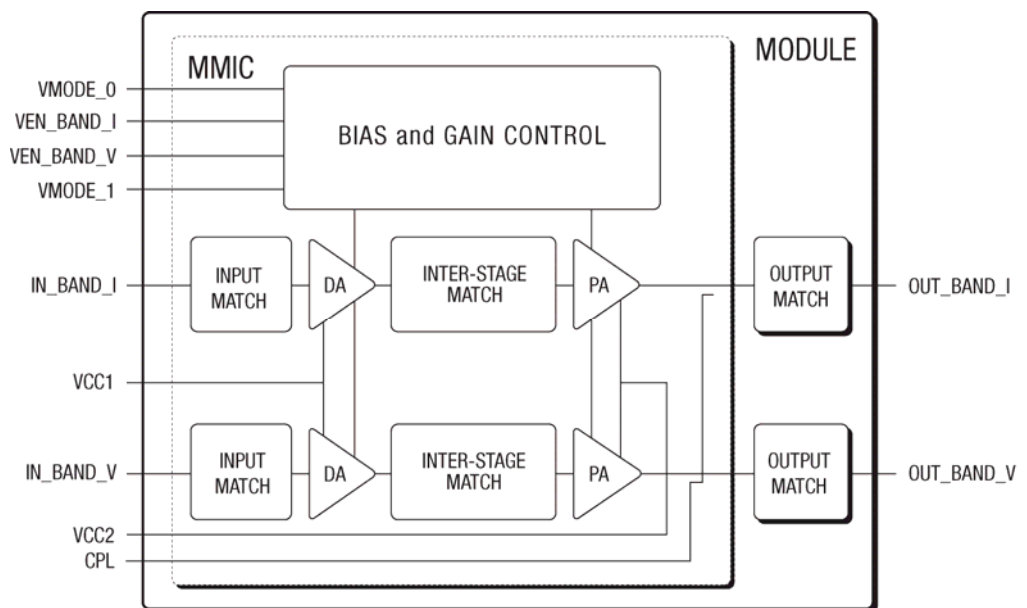 MMIC
MODULE
VMODE_0
VEN_BAND_I
VEN_BAND_V
VMODE_1
BIAS and GAIN CONTROL
IN_BAND_I
INPUT
MATCH
DA
INTER-STAGE
MATCH
PA
OUTPUT
MATCH
OUT_BAND_I
VCC1
IN_BAND_V
INPUT
MATCH
DA
INTER-STAGE
MATCH
PA
OUTPUT
MATCH
OUT_BAND_V
VCC2
CPL